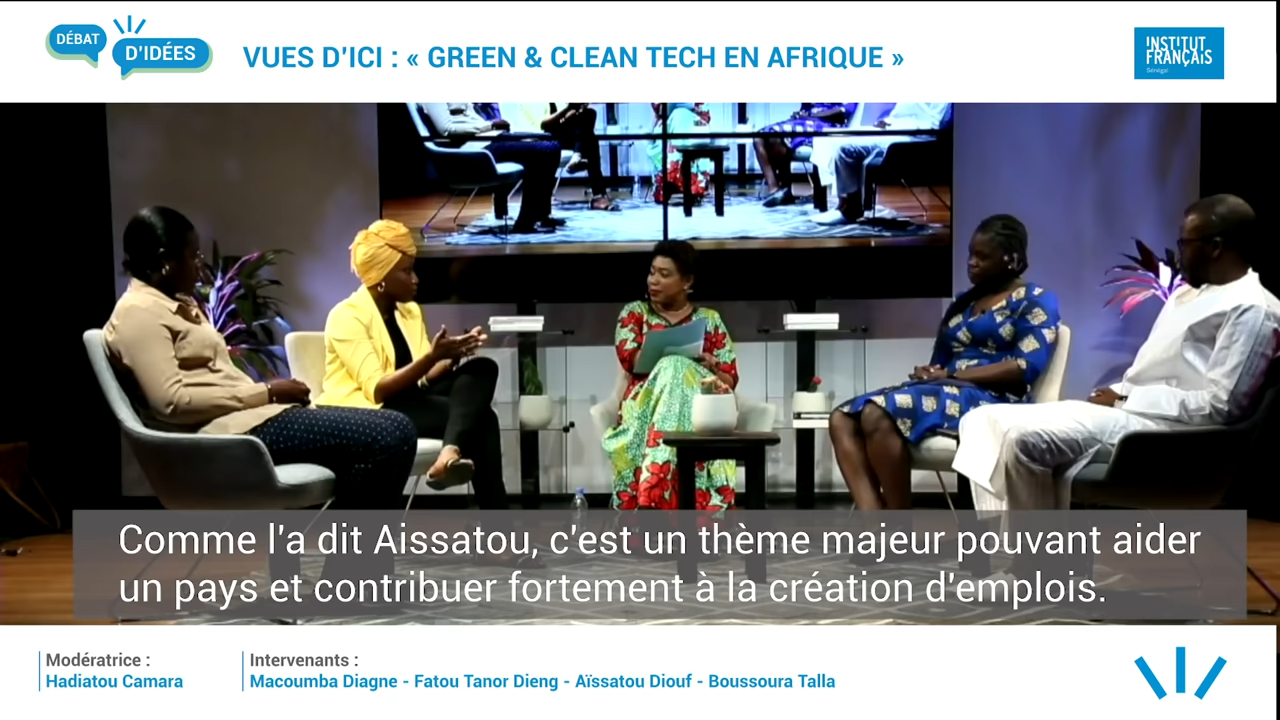 DÉBAT
D'IDÉES
VUES D'ICI : « GREEN & CLEAN TECH EN AFRIQUE »
INSTITUT
FRANÇAIS
Sénégal
Comme l'a dit Aissatou, c'est un thème majeur pouvant aider
un pays et contribuer fortement à la création d'emplois.
Modératrice :
Hadiatou Camara
Intervenants :
Macoumba Diagne - Fatou Tanor Dieng - Aïssatou Diouf - Boussoura Talla